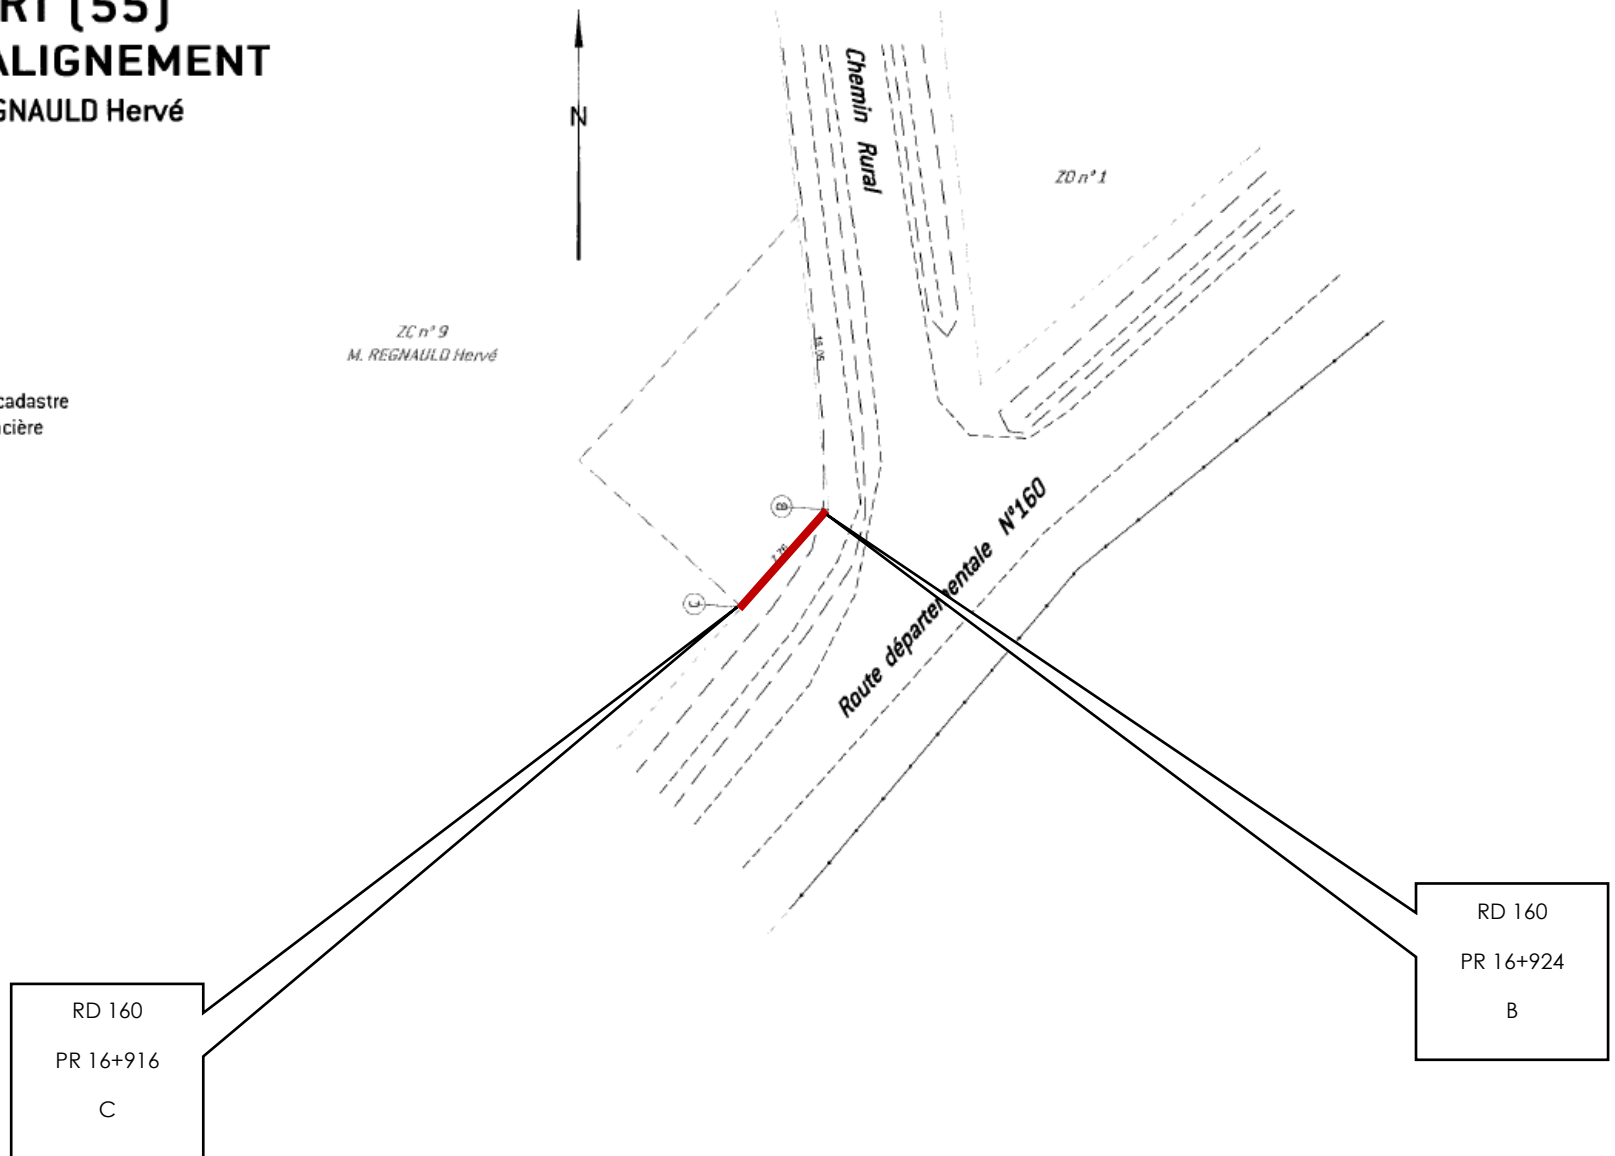 RT (55)
ALIGNEMENT
GNAULD Hervé
N
Chemin Rural
ZD n° 1
ZC n° 9
M. REGNAULD Hervé
cadastre
cière
B
C
Route départementale N°160
RD 160
PR 16+924
B
RD 160
PR 16+916
C